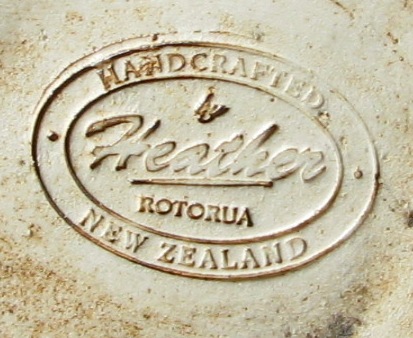 HANDCRAFTED
by
Heather
ROTORUA
NEW ZEALAND